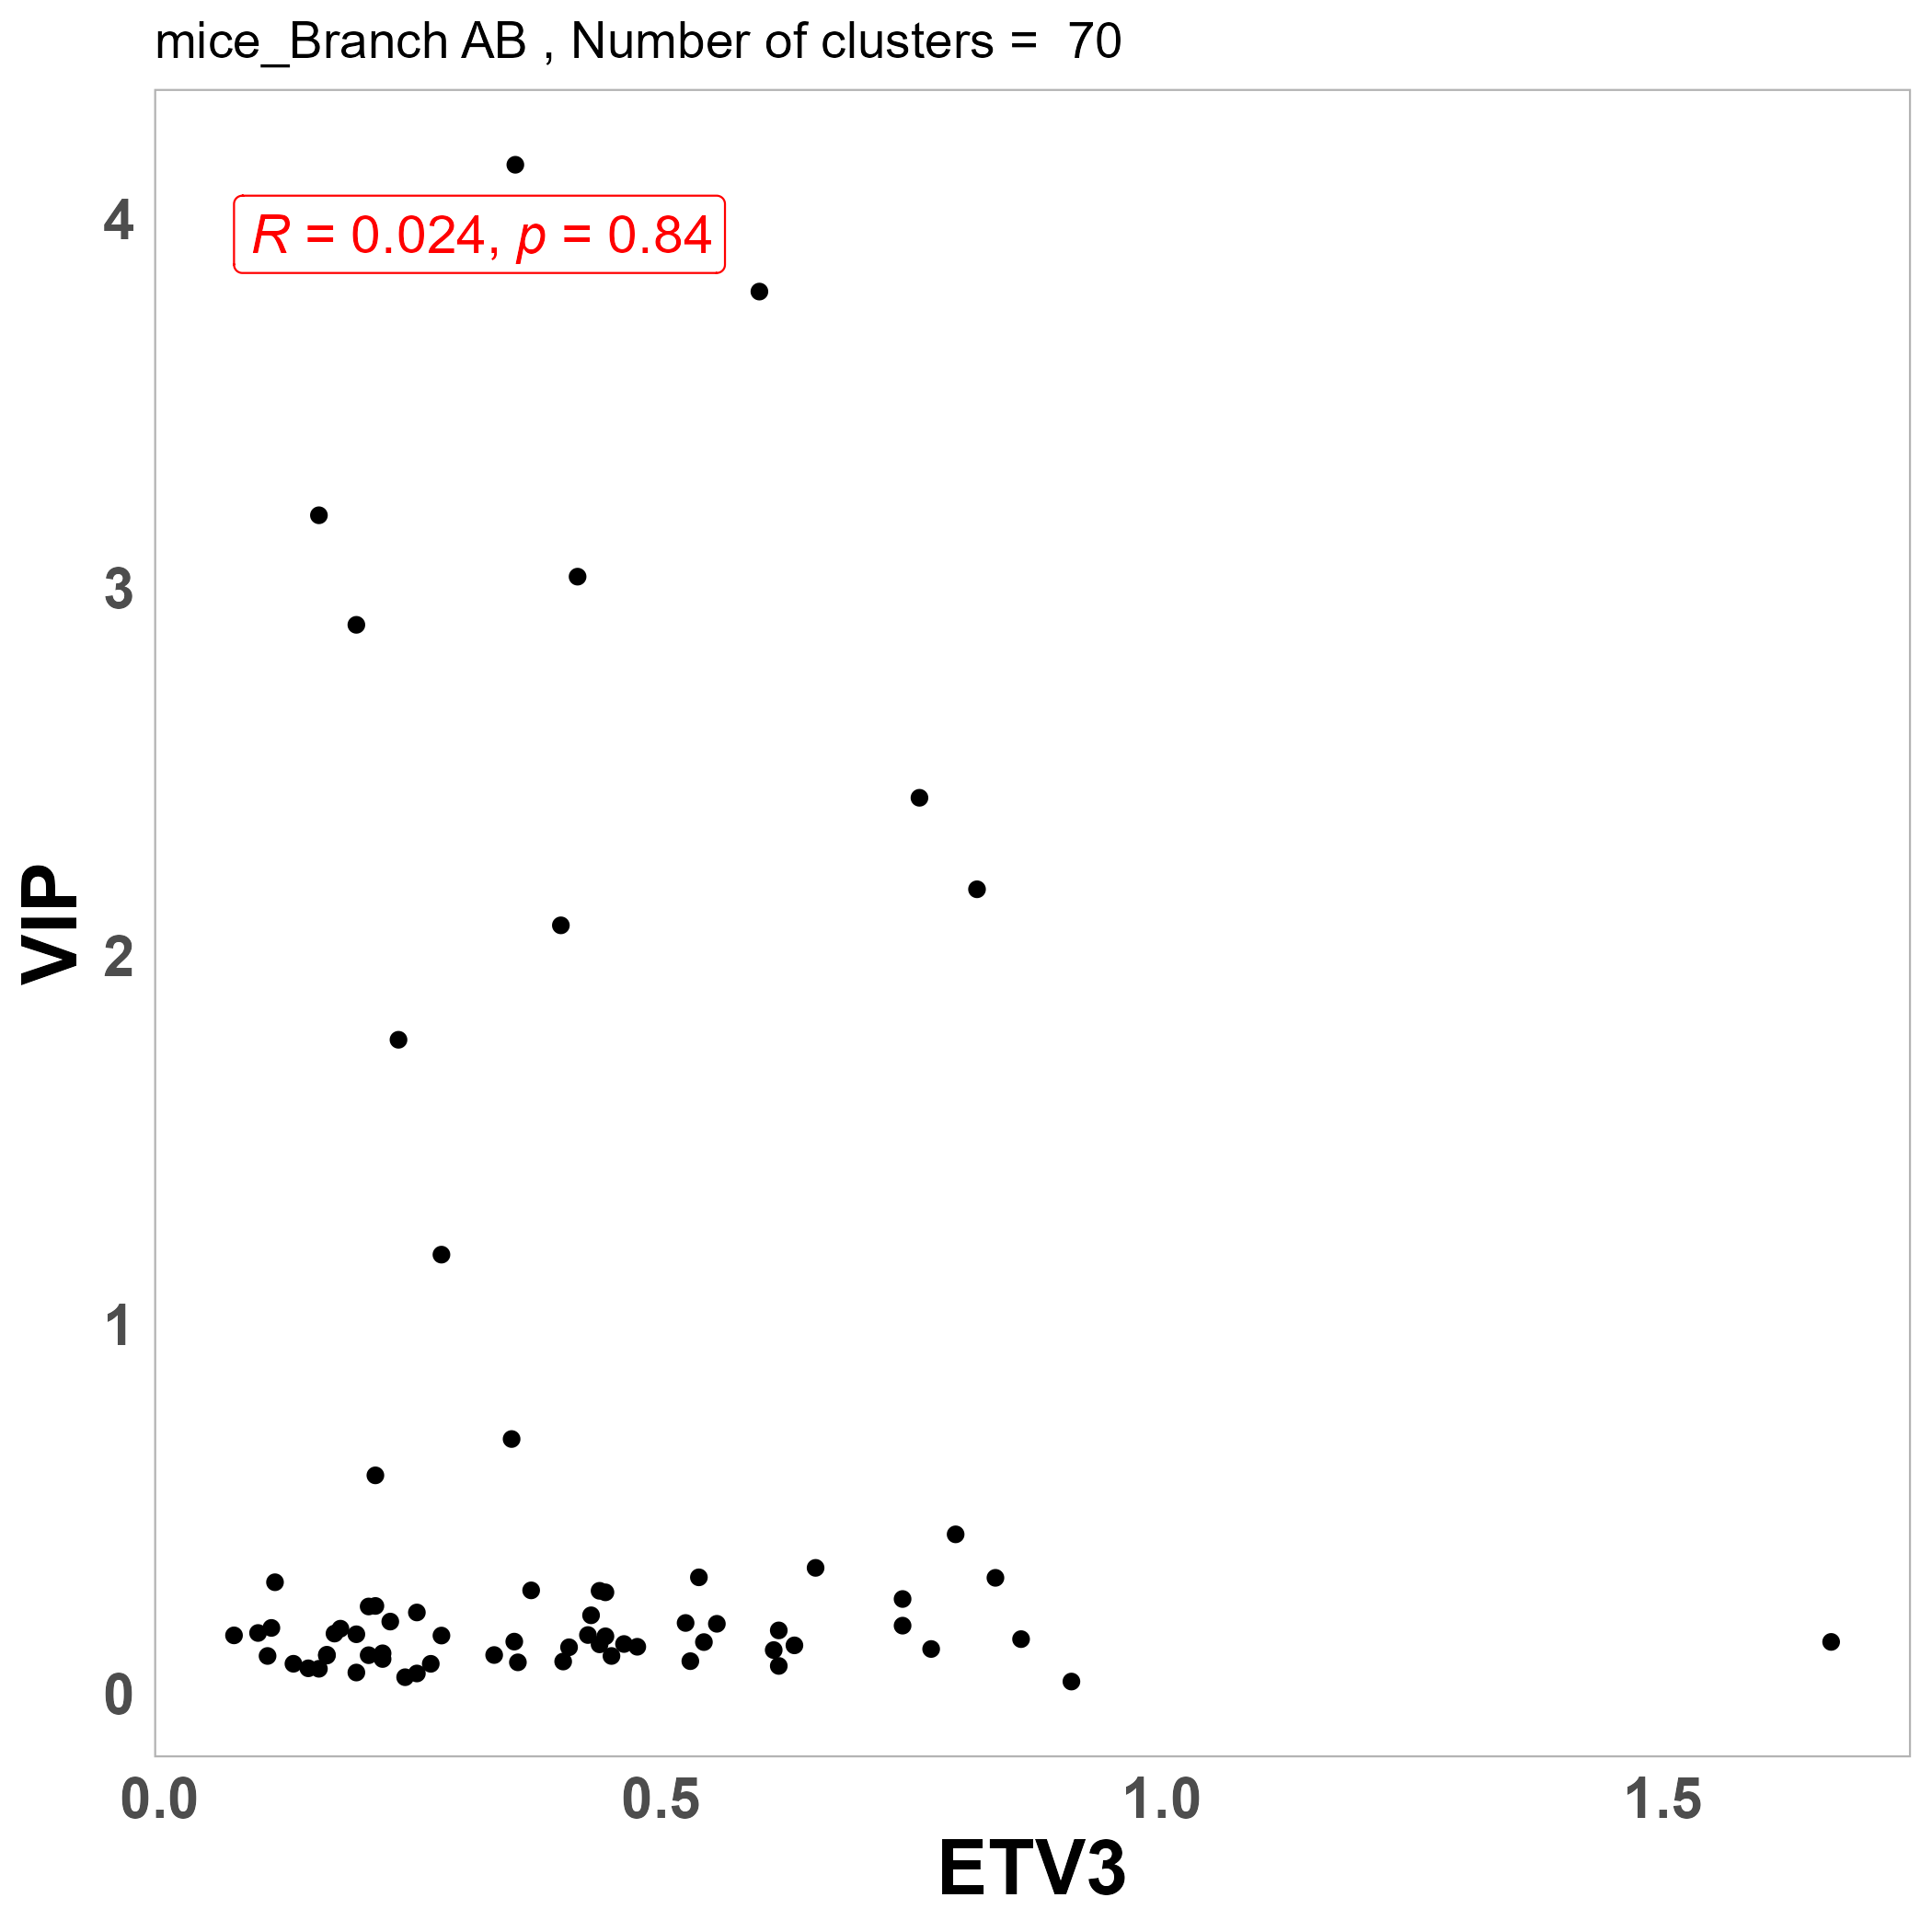 mice_Branch AB , Number of clusters =  70
R = 0.024, p = 0.84
4
3
2
1
0
VIP
0.0 0.5 1.0 1.5
ETV3